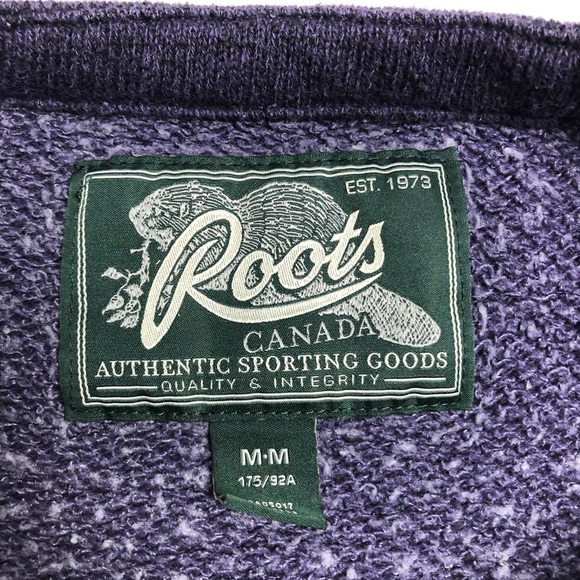 EST. 1973
Roots
CANADA
AUTHENTIC SPORTING GOODS
QUALITY & INTEGRITY
M·M
175/92A